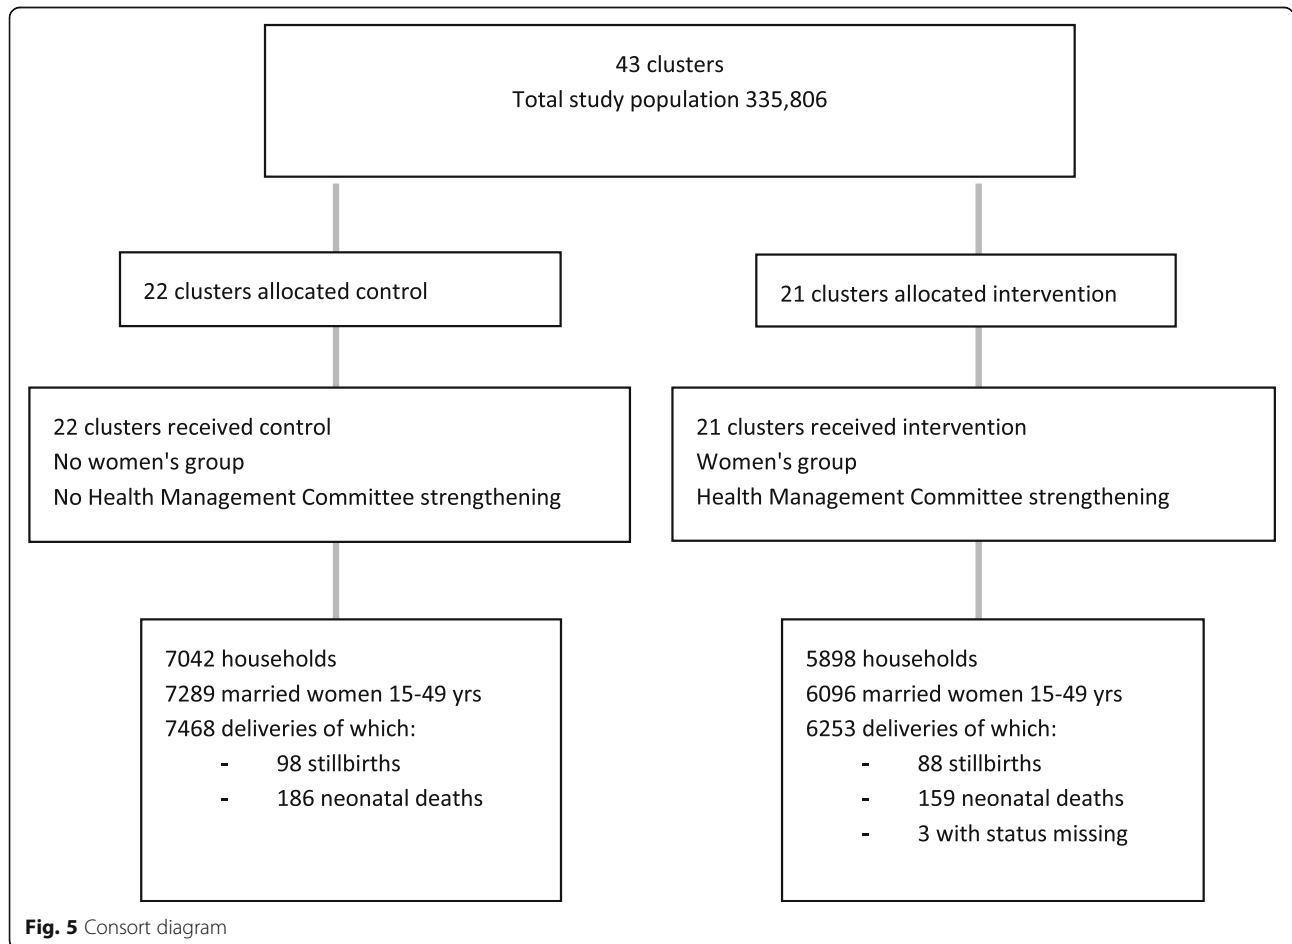 43 clusters
Total study population 335,806
22 clusters allocated control
21 clusters allocated intervention
22 clusters received control
No women's group
No Health Management Committee strengthening
21 clusters received intervention
Women's group
Health Management Committee strengthening
7042 households
7289 married women 15-49 yrs
7468 deliveries of which:
- 98 stillbirths
- 186 neonatal deaths
5898 households
6096 married women 15-49 yrs
6253 deliveries of which:
- 88 stillbirths
- 159 neonatal deaths
- 3 with status missing
Fig. 5 Consort diagram